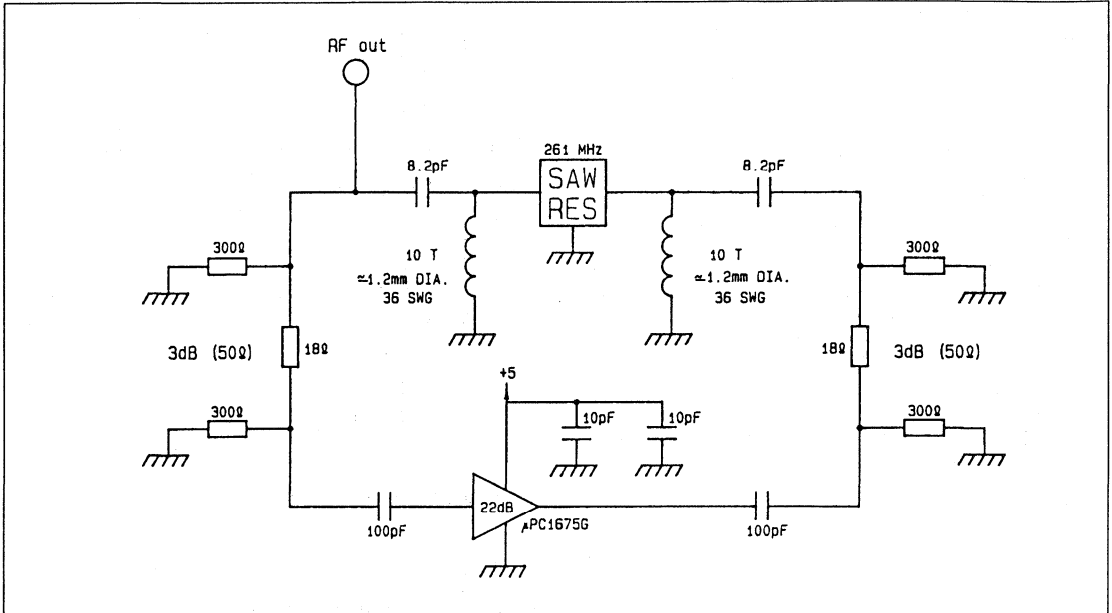 RF out
261 MHz
8.2pF
SAW
RES
8.2pF
300Ω
10 T
≃1.2mm DIA.
36 SWG
10 T
≃1.2mm DIA.
36 SWG
300Ω
3dB (50Ω)
18Ω
18Ω
3dB (50Ω)
+5
300Ω
10pF
10pF
300Ω
22dB
μPC1675G
100pF
100pF